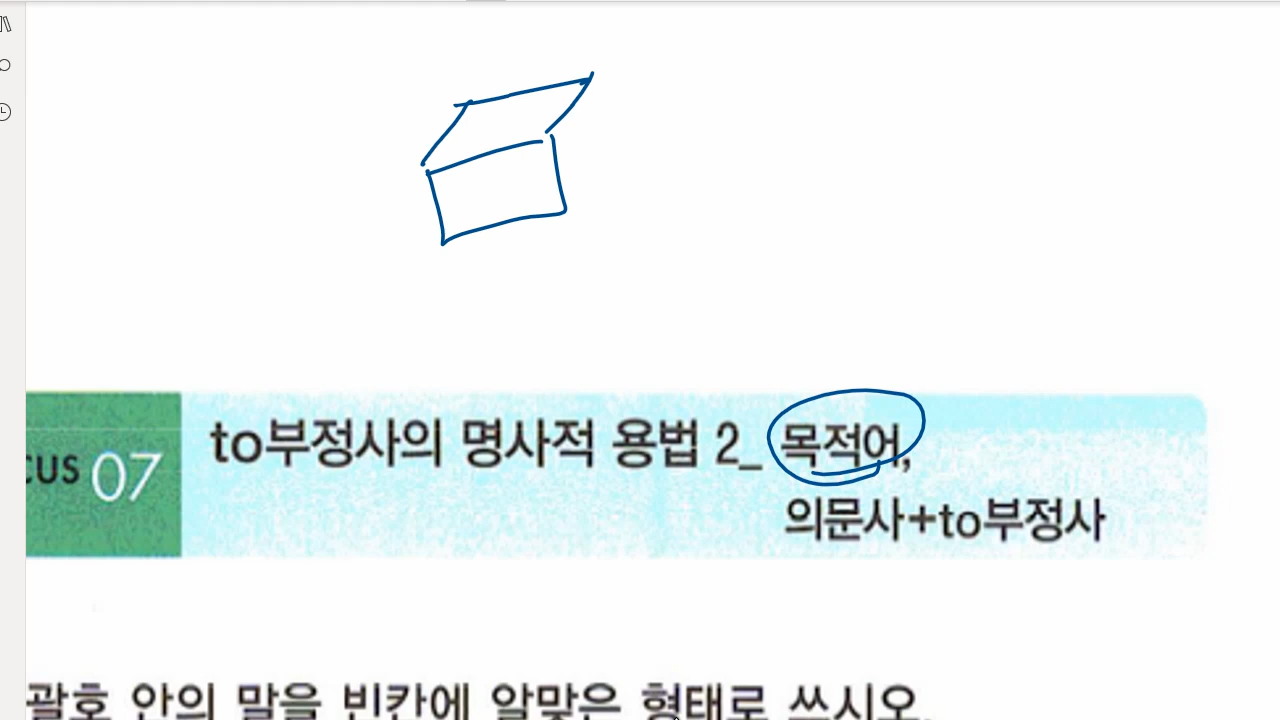 CUS 07
to부정사의 명사적 용법 2_ 목적어,
의문사+to부정사
괄호 안의 말을 빈칸에 알맞은 형태로 쓰시오.